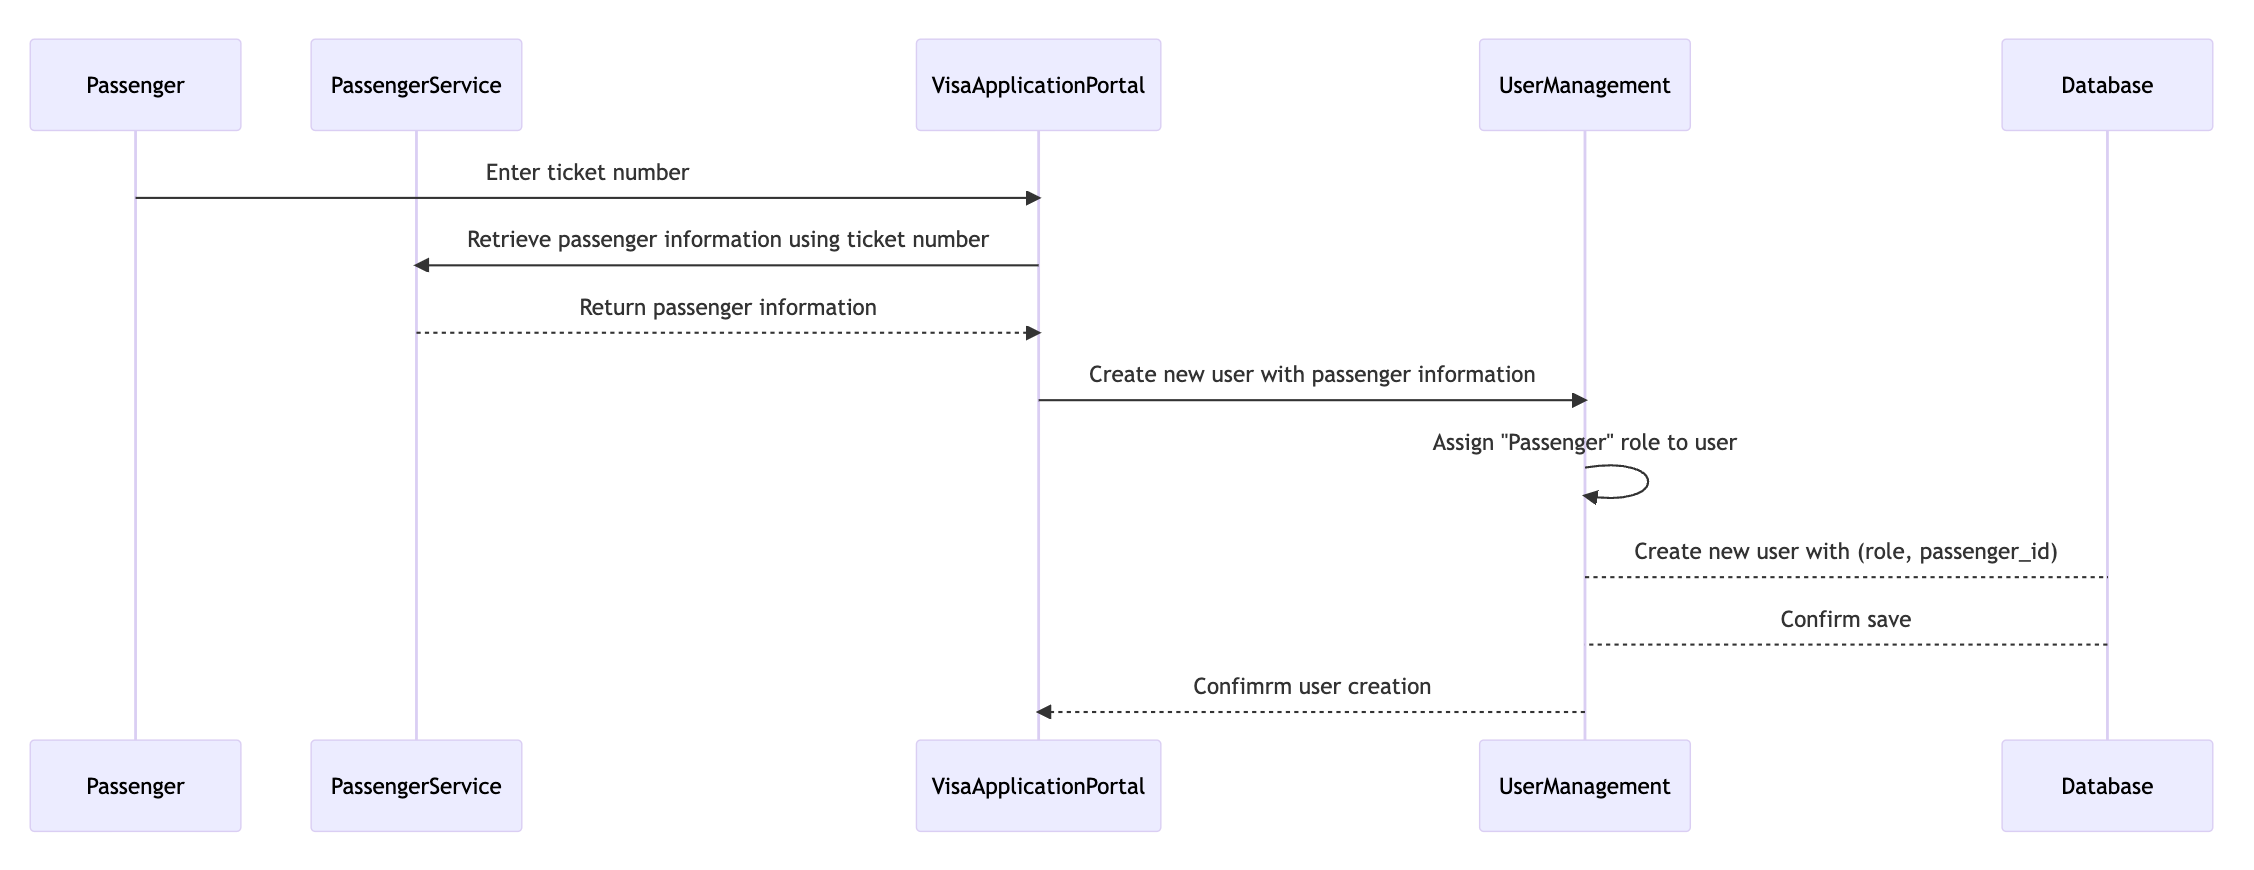 Passenger
PassengerService
VisaApplicationPortal
UserManagement
Database
Enter ticket number
Retrieve passenger information using ticket number
Return passenger information
Create new user with passenger information
Assign "Passenger" role to user
Create new user with (role, passenger_id)
Confirm save
Confimrm user creation
Passenger
PassengerService
VisaApplicationPortal
UserManagement
Database